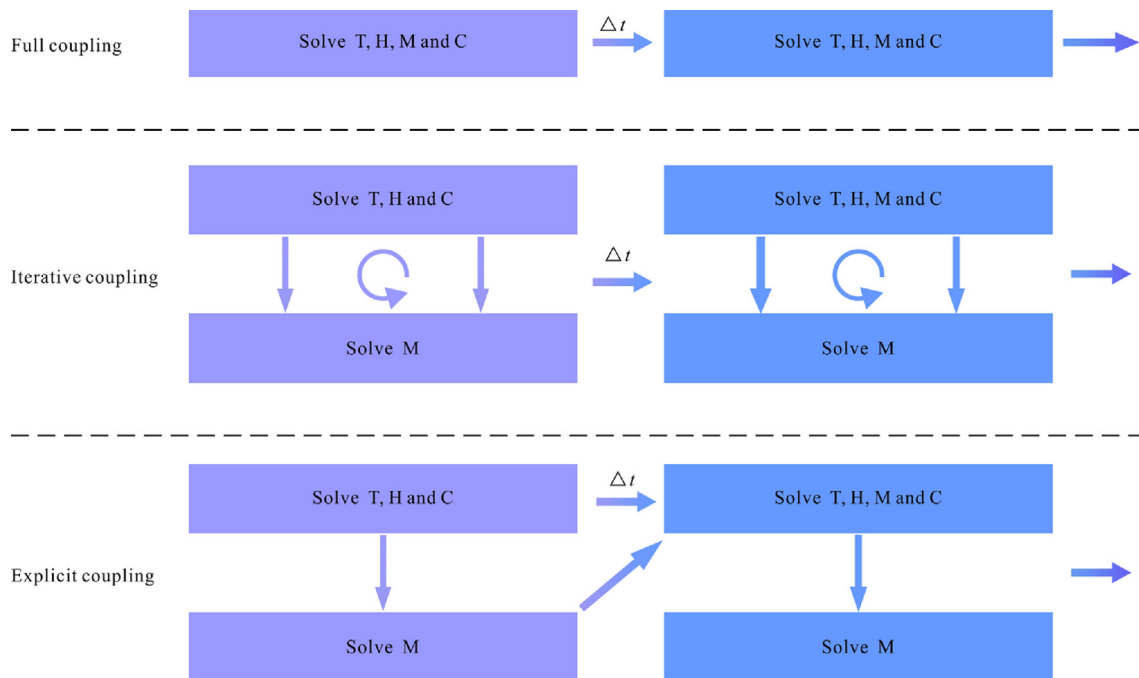 Full coupling
Solve T, H, M and C
△t
Solve T, H, M and C
Iterative coupling
Solve T, H and C
Solve M
△t
Solve T, H, M and C
Solve M
Explicit coupling
Solve T, H and C
Solve M
△t
Solve T, H, M and C
Solve M